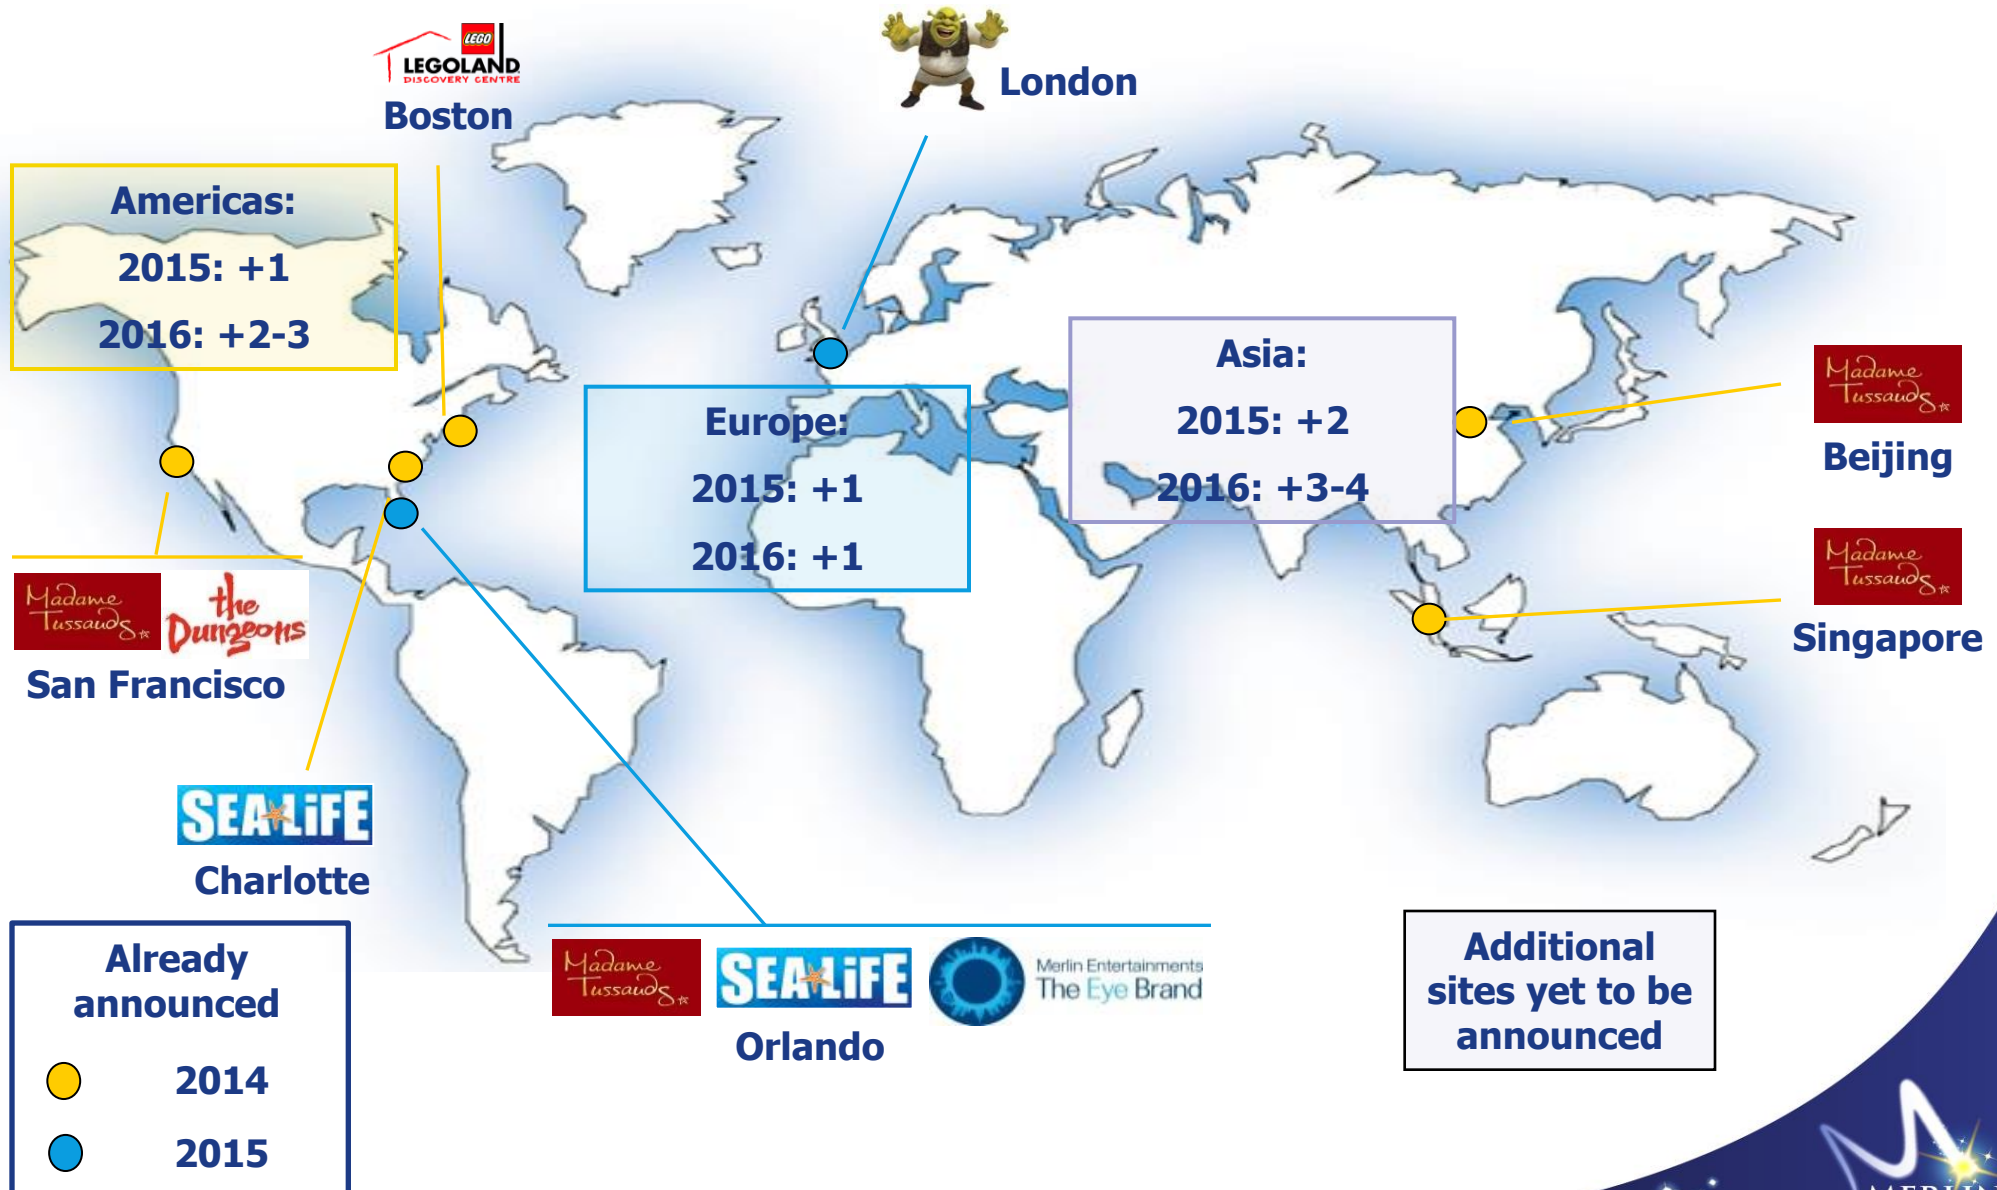 LEGO
LEGOLAND
DISCOVERY CENTRE
Boston
London
Americas:
2015: +1
2016: +2-3
Europe:
2015: +1
2016: +1
Asia:
2015: +2
2016: +3-4
Madame
Tussauds
Beijing
Madame
Tussauds
Singapore
Madame
Tussauds
the
Dungeons
San Francisco
SEA LiFE
Charlotte
Madame
Tussauds
SEA LiFE
Merlin Entertainments
The Eye Brand
Orlando
Already
announced
2014
2015
Additional
sites yet to be
announced